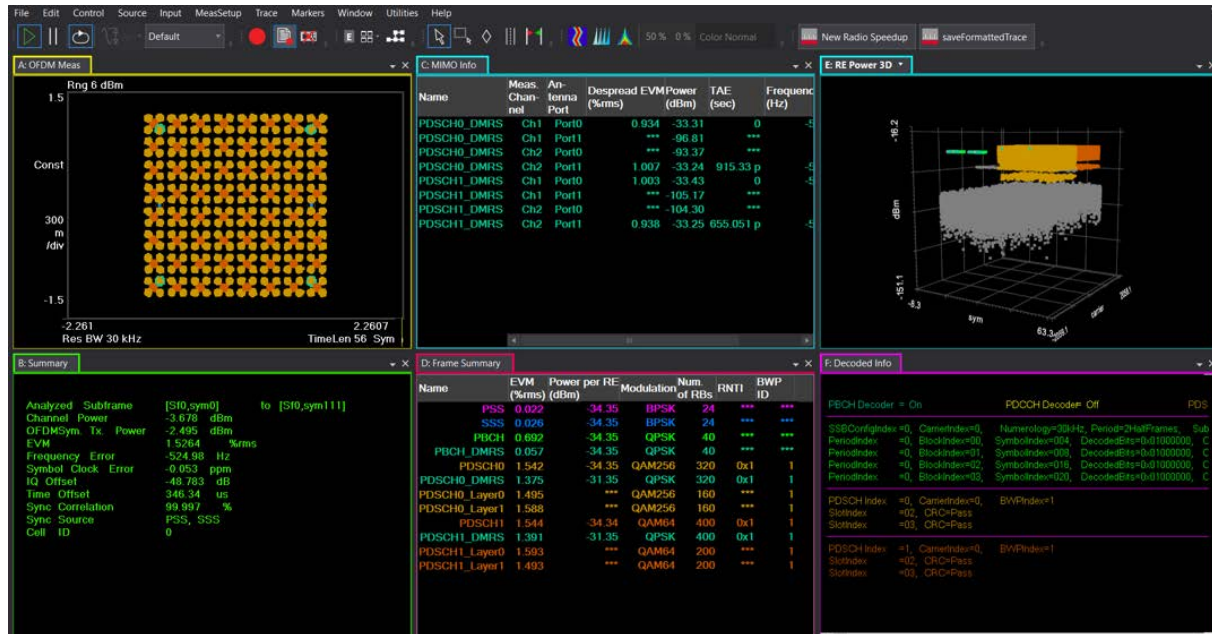 File Edit Control Source Input MeasSetup Trace Markers Window Utilities Help
Default 50 % 0 % Color Normal New Radio Speedup saveFormattedTrace
A: OFDM Meas
Rng 6 dBm
1.5
Const
300
m
/div
-1.5
-2.261 2.2607
Res BW 30 kHz TimeLen 56 Sym
C: MIMO Info
Name Meas. Chan- nel An- tenna Port Despread EVM (%rms) Power (dBm) TAE (sec) Frequenc (Hz)
PDSCH0_DMRS Ch1 Port0 0.934 -33.31 0 -5
PDSCH0_DMRS Ch1 Port1 *** -96.81 ***
PDSCH0_DMRS Ch2 Port0 *** -93.37 ***
PDSCH0_DMRS Ch2 Port1 1.007 -33.24 915.33 p -5
PDSCH1_DMRS Ch1 Port0 1.003 -33.43 0 -5
PDSCH1_DMRS Ch1 Port1 *** -105.17 ***
PDSCH1_DMRS Ch2 Port0 *** -104.30 ***
PDSCH1_DMRS Ch2 Port1 0.938 -33.25 655.051 p -5
E: RE Power 3D
-16.2
dBm
-151.1
-8.3
sym
63.3
carrier
B: Summary
Analyzed Subframe [Sf0,sym0] to [Sf0,sym111]
Channel Power -3.678 dBm
OFDMSym. Tx. Power -2.495 dBm
EVM 1.5264 %rms
Frequency Error -524.98 Hz
Symbol Clock Error -0.053 ppm
IQ Offset -48.783 dB
Time Offset 346.34 us
Sync Correlation 99.997 %
Sync Source PSS, SSS
Cell ID 0
D: Frame Summary
Name EVM (%rms) Power per RE (dBm) Modulation Num. of RBs RNTI BWP ID
PSS 0.022 -34.35 BPSK 24 *** ***
SSS 0.026 -34.35 BPSK 24 *** ***
PBCH 0.692 -34.35 QPSK 40 *** ***
PBCH_DMRS 0.057 -34.35 QPSK 40 *** ***
PDSCH0 1.542 -34.35 QAM256 320 0x1 1
PDSCH0_DMRS 1.375 -31.35 QPSK 320 0x1 1
PDSCH0_Layer0 1.495 *** QAM256 160 *** 1
PDSCH0_Layer1 1.588 *** QAM256 160 *** 1
PDSCH1 1.544 -34.34 QAM64 400 0x1 1
PDSCH1_DMRS 1.391 -31.35 QPSK 400 0x1 1
PDSCH1_Layer0 1.593 *** QAM64 200 *** 1
PDSCH1_Layer1 1.493 *** QAM64 200 *** 1
F: Decoded Info
PBCH Decoder = On PDCCH Decoder= Off PDS
SSBConfigIndex =0, CarrierIndex=0, Numerology=30kHz, Period=2HalfFrames, Sub
PeriodIndex =0, BlockIndex=00, SymbolIndex=004, DecodedBits=0x01000000, C
PeriodIndex =0, BlockIndex=01, SymbolIndex=008, DecodedBits=0x01000000, C
PeriodIndex =0, BlockIndex=02, SymbolIndex=016, DecodedBits=0x01000000, C
PeriodIndex =0, BlockIndex=03, SymbolIndex=020, DecodedBits=0x01000000, C
PDSCH Index =0, CarrierIndex=0, BWPIndex=1
SlotIndex =02, CRC=Pass
SlotIndex =03, CRC=Pass
PDSCH Index =1, CarrierIndex=0, BWPIndex=1
SlotIndex =02, CRC=Pass
SlotIndex =03, CRC=Pass